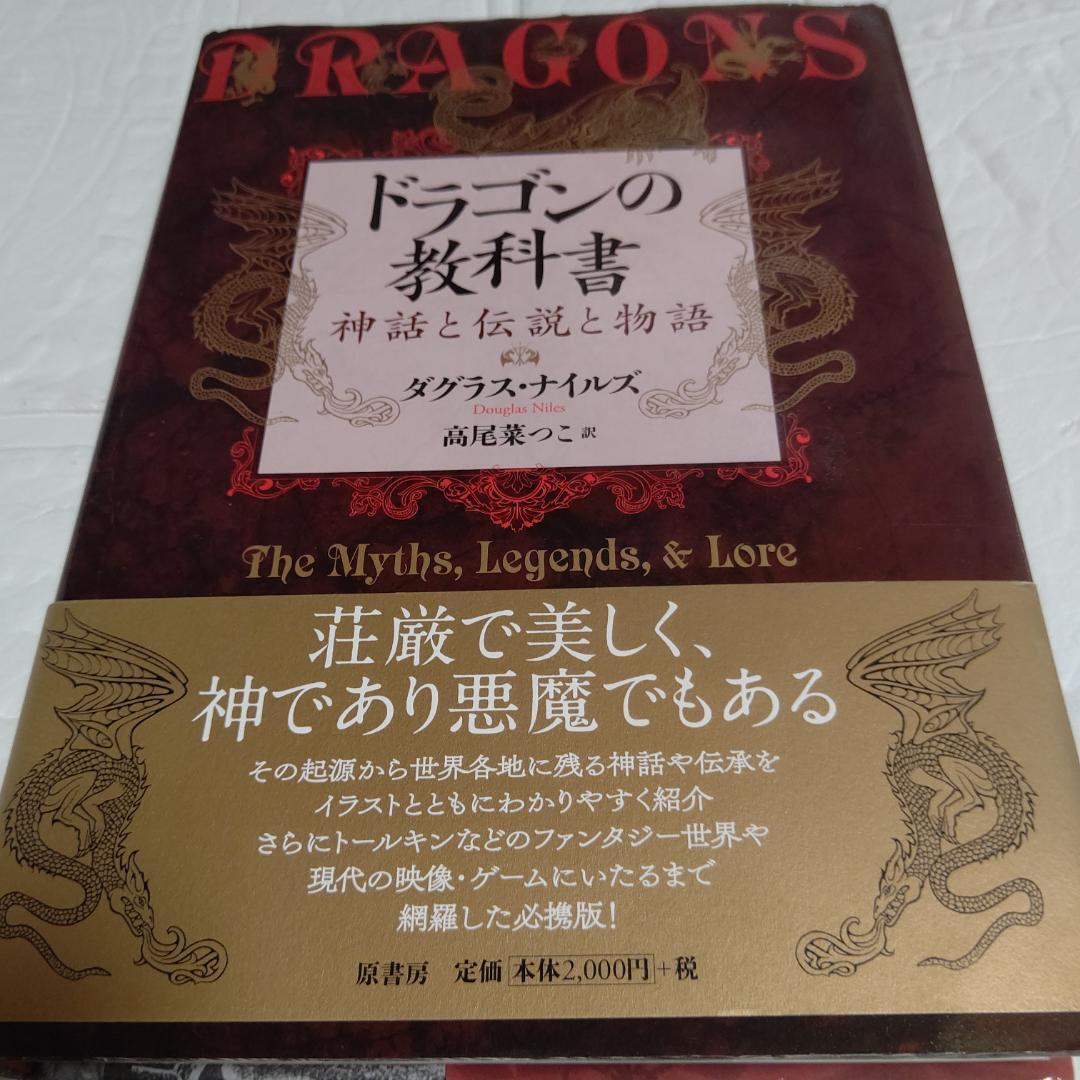 DRAGONS
ドラゴンの
教科書
神話と伝説と物語
ダグラス・ナイルズ
Douglas Niles
高尾菜つこ 訳
The Myths, Legends, & Lore
荘厳で美しく、
神であり悪魔でもある
その起源から世界各地に残る神話や伝承を
イラストとともにわかりやすく紹介
さらにトールキンなどのファンタジー世界や
現代の映像・ゲームにいたるまで
網羅した必携版!
原書房 定価 本体2,000円+税